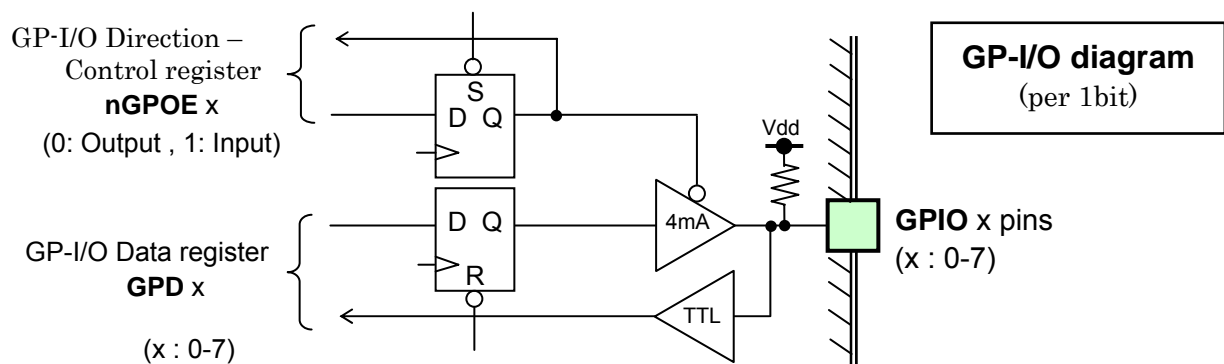 GP-I/O Direction –
Control register
nGPOE x
(0: Output , 1: Input)
S
D Q
GP-I/O diagram
(per 1bit)
Vdd
D Q
R
4mA
TTL
GPIO x pins
(x : 0-7)
GP-I/O Data register
GPD x
(x : 0-7)